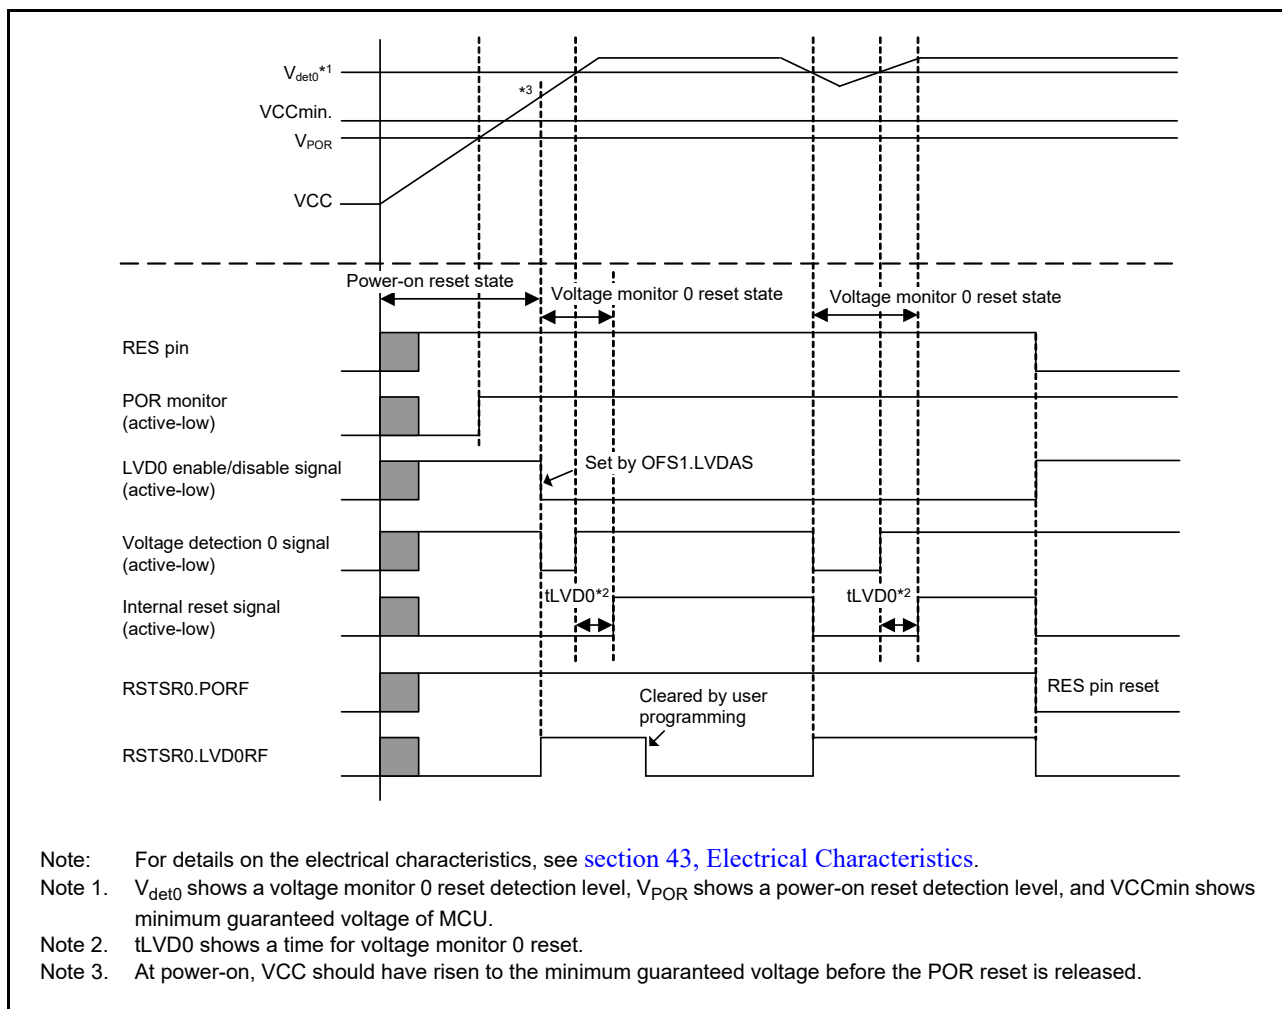 Vdet0*1
*3
VCCmin.
VPOR
VCC
Power-on reset state
Voltage monitor 0 reset state
Voltage monitor 0 reset state
RES pin
POR monitor
(active-low)
LVD0 enable/disable signal
(active-low)
Set by OFS1.LVDAS
Voltage detection 0 signal
(active-low)
tLVD0*2
tLVD0*2
Internal reset signal
(active-low)
RSTSR0.PORF
RES pin reset
Cleared by user
programming
RSTSR0.LVD0RF
Note: For details on the electrical characteristics, see section 43, Electrical Characteristics.
Note 1. Vdet0 shows a voltage monitor 0 reset detection level, VPOR shows a power-on reset detection level, and VCCmin shows
minimum guaranteed voltage of MCU.
Note 2. tLVD0 shows a time for voltage monitor 0 reset.
Note 3. At power-on, VCC should have risen to the minimum guaranteed voltage before the POR reset is released.